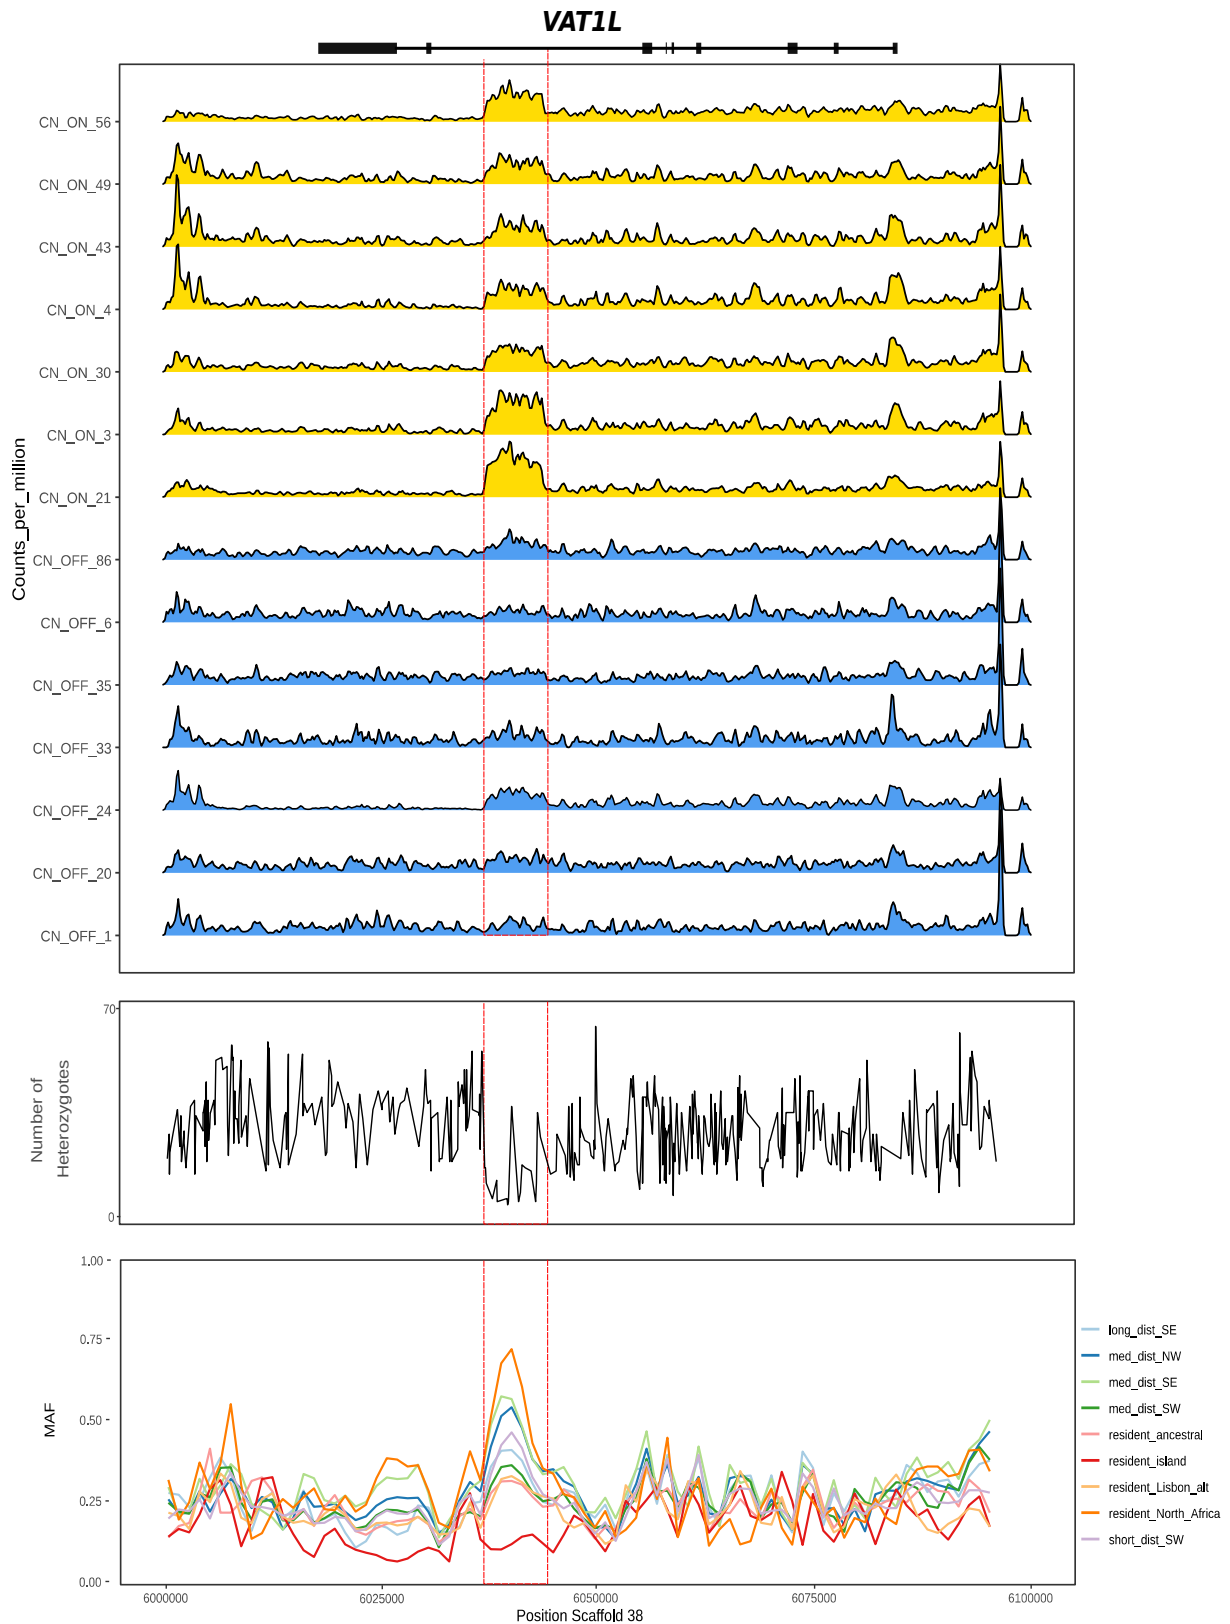 VAT1L
CN_ON_56
CN_ON_49
CN_ON_43
CN_ON_4
CN_ON_30
CN_ON_3
CN_ON_21
CN_OFF_86
CN_OFF_6
CN_OFF_35
CN_OFF_33
CN_OFF_24
CN_OFF_20
CN_OFF_1
Counts_per_million
70
0
Number of
Heterozygotes
1.00
0.75
0.50
0.25
0.00
MAF
6000000
6025000
6050000
6075000
6100000
Position Scaffold 38
long_dist_SE
med_dist_NW
med_dist_SE
med_dist_SW
resident_ancestral
resident_island
resident_Lisbon_alt
resident_North_Africa
short_dist_SW